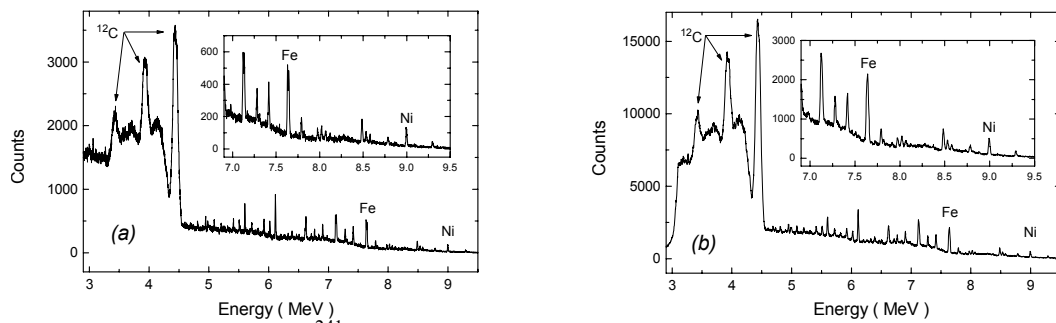 12C
Fe
Ni
Fe
Ni
(a)
Counts
3000
2000
1000
0
600
400
200
0
7.0 7.5 8.0 8.5 9.0 9.5
3 4 5 6 7 8 9
Energy ( MeV )
241
12C
Fe
Ni
Fe
Ni
(b)
Counts
15000
10000
5000
0
3000
2000
1000
0
7.0 7.5 8.0 8.5 9.0 9.5
3 4 5 6 7 8 9
Energy ( MeV )